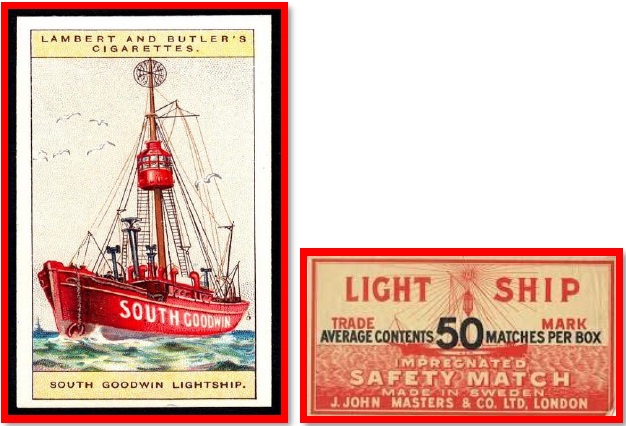 LAMBERT AND BUTLER'S
CIGARETTES.
SOUTH GOODWIN
SOUTH GOODWIN LIGHTSHIP.
LIGHT SHIP
TRADE MARK
AVERAGE CONTENTS 50 MATCHES PER BOX
IMPREGNATED
SAFETY MATCH
MADE IN SWEDEN
J. JOHN MASTERS & CO. LTD, LONDON